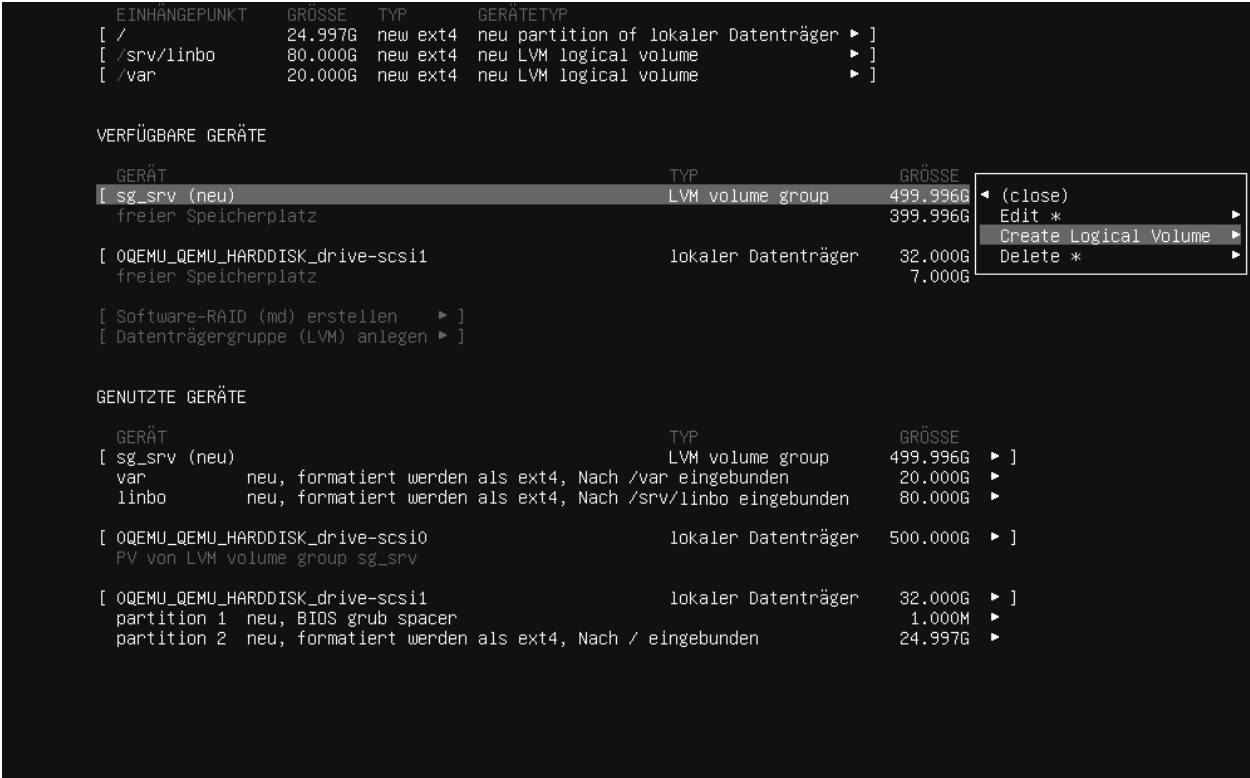 EINHÄNGEPUNKT GRÖSSE TYP GERÄTETYP
[ / 24.997G new ext4 neu partition of lokaler Datenträger ▸ ]
[ /srv/linbo 80.000G new ext4 neu LVM logical volume ▸ ]
[ /var 20.000G new ext4 neu LVM logical volume ▸ ]
VERFÜGBARE GERÄTE
GERÄT TYP GRÖSSE
[ sg_srv (neu) LVM volume group 499.996G ◂ (close)
freier Speicherplatz 399.996G Edit * ▸
Create Logical Volume ▸
[ 0QEMU_QEMU_HARDDISK_drive-scsi1 lokaler Datenträger 32.000G Delete * ▸
freier Speicherplatz 7.000G
[ Software-RAID (md) erstellen ▸ ]
[ Datenträgergruppe (LVM) anlegen ▸ ]
GENUTZTE GERÄTE
GERÄT TYP GRÖSSE
[ sg_srv (neu) LVM volume group 499.996G ▸ ]
var neu, formatiert werden als ext4, Nach /var eingebunden 20.000G ▸
linbo neu, formatiert werden als ext4, Nach /srv/linbo eingebunden 80.000G ▸
[ 0QEMU_QEMU_HARDDISK_drive-scsi0 lokaler Datenträger 500.000G ▸ ]
PV von LVM volume group sg_srv
[ 0QEMU_QEMU_HARDDISK_drive-scsi1 lokaler Datenträger 32.000G ▸ ]
partition 1 neu, BIOS grub spacer 1.000M ▸
partition 2 neu, formatiert werden als ext4, Nach / eingebunden 24.997G ▸